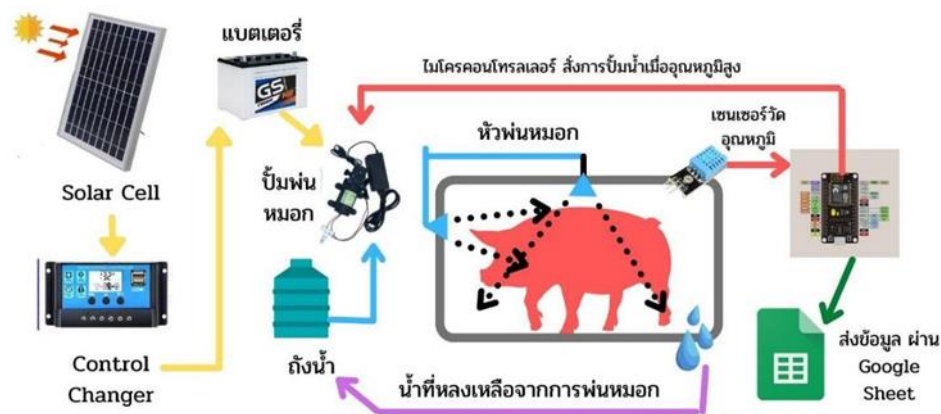 แบตเตอรี่
GS
ไมโครคอนโทรลเลอร์ สั่งการปั๊มน้ำเมื่ออุณหภูมิสูง
เซนเซอร์วัด
อุณหภูมิ
หัวพ่นหมอก
ปั้มพ่น
หมอก
Solar Cell
Control
Changer
ถังน้ำ
น้ำที่หลงเหลือจากการพ่นหมอก
ส่งข้อมูล ผ่าน
Google
Sheet